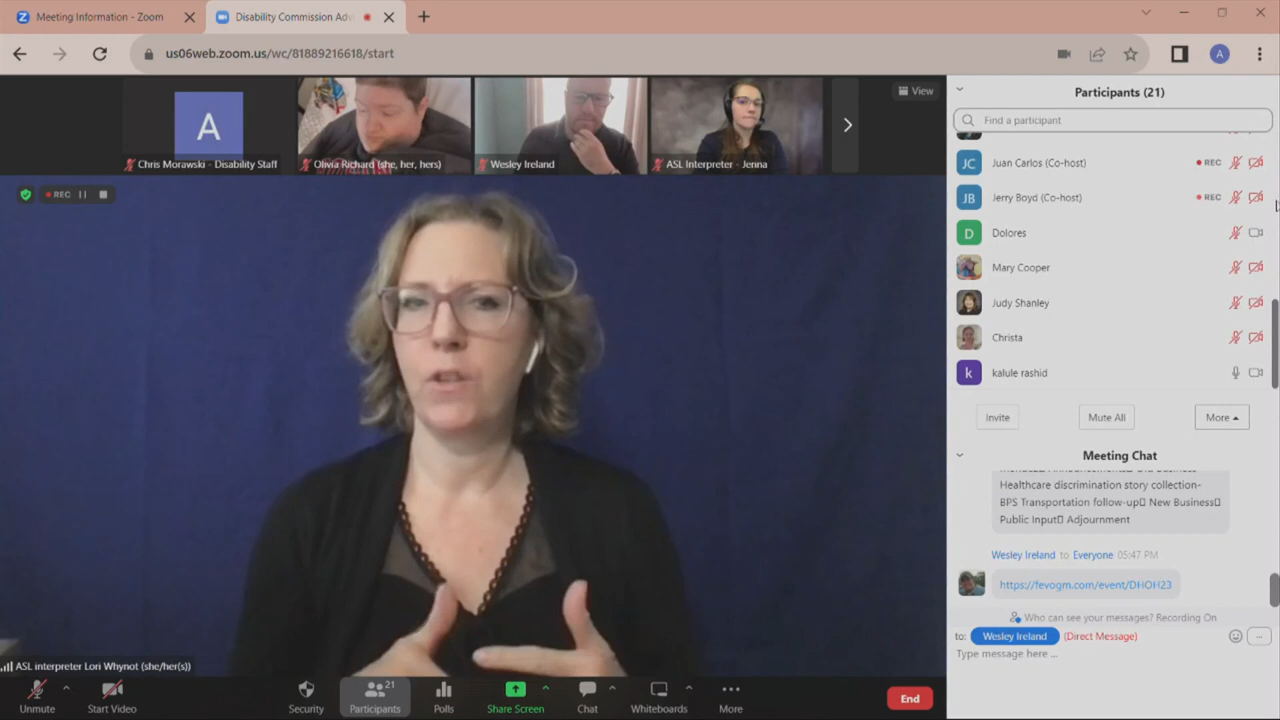 Meeting Information - Zoom
Disability Commission Adv
us06web.zoom.us/wc/81889216618/start
A
A
Chris Morawski - Disability Staff
Olivia Richard (she, her, hers)
Wesley Ireland
ASL Interpreter - Jenna
View
REC
ASL interpreter Lori Whynot (she/her(s))
Participants (21)
Find a participant
JC Juan Carlos (Co-host) REC
JB Jerry Boyd (Co-host) REC
D Dolores
Mary Cooper
Judy Shanley
Christa
k kalule rashid
Invite
Mute All
More
Meeting Chat
Healthcare discrimination story collection-
BPS Transportation follow-up New Business
Public Input Adjournment
Wesley Ireland to Everyone 05:47 PM
https://fevogm.com/event/DHOH23
Who can see your messages? Recording On
to: Wesley Ireland (Direct Message)
Type message here ...
Unmute
Start Video
Security
21
Participants
Polls
Share Screen
Chat
Whiteboards
More
End